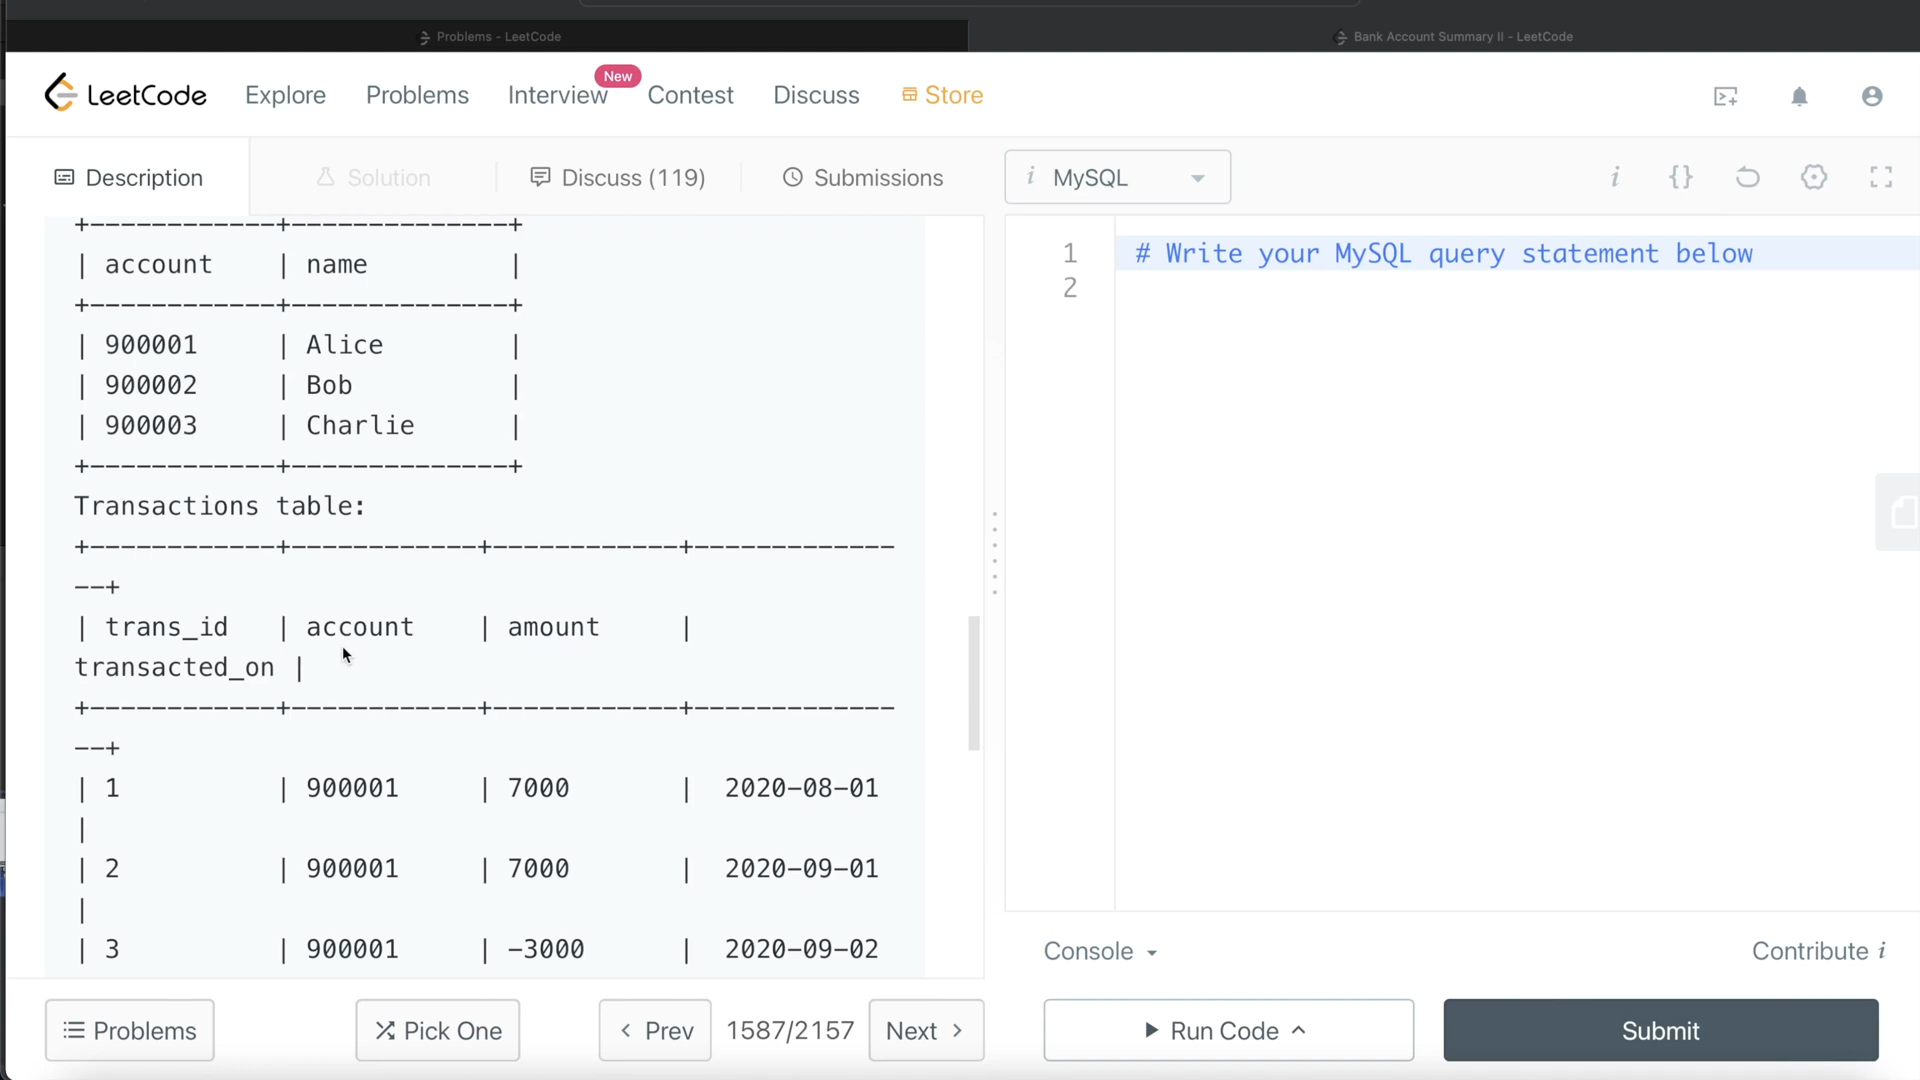 Problems - LeetCode
Bank Account Summary II - LeetCode
LeetCode Explore Problems Interview New Contest Discuss Store
Description Solution Discuss (119) Submissions
i MySQL
i {}
+------------+--------------+
| account    | name         |
+------------+--------------+
| 900001     | Alice        |
| 900002     | Bob          |
| 900003     | Charlie      |
+------------+--------------+
Transactions table:
+------------+------------+------------+-------------
--+
| trans_id   | account    | amount     |
transacted_on |
+------------+------------+------------+-------------
--+
| 1          | 900001     | 7000       |  2020-08-01
|
| 2          | 900001     | 7000       |  2020-09-01
|
| 3          | 900001     | -3000      |  2020-09-02
1 # Write your MySQL query statement below
2
Console
Contribute i
Problems
Pick One
Prev
1587/2157
Next
Run Code
Submit